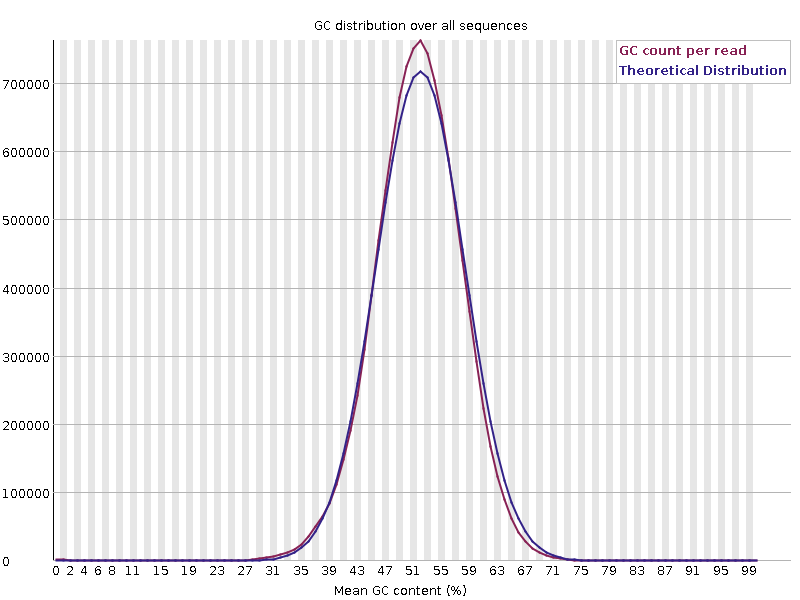 GC distribution over all sequences
GC count per read
Theoretical Distribution
700000
600000
500000
400000
300000
200000
100000
0
0 2 4 6 8 11 15 19 23 27 31 35 39 43 47 51 55 59 63 67 71 75 79 83 87 91 95 99
Mean GC content (%)